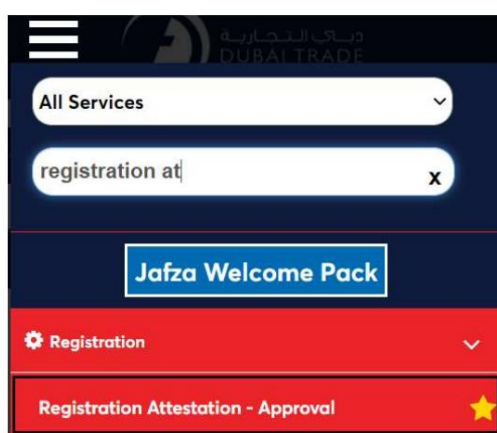 دبي التجارية
DUBAI TRADE
All Services
registration at
x
Jafza Welcome Pack
Registration
Registration Attestation - Approval